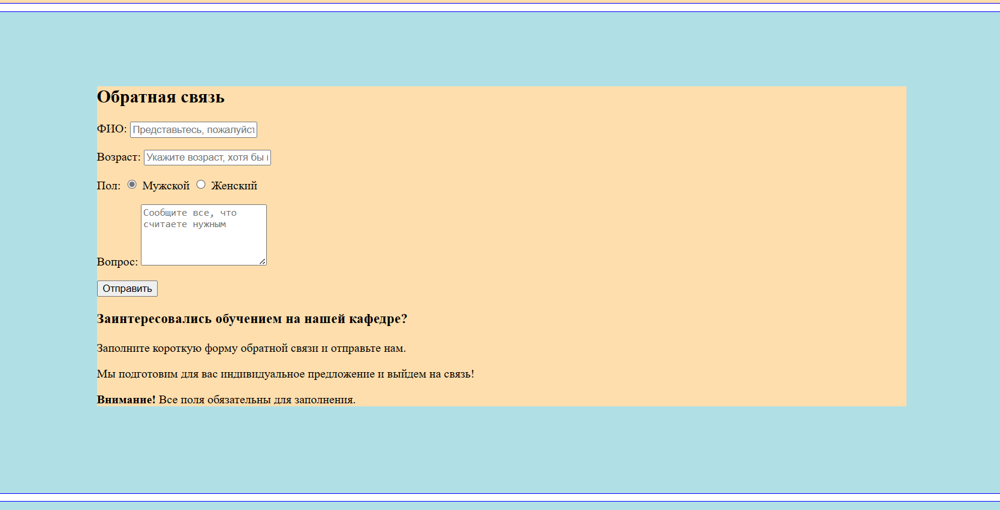 Обратная связь
ФИО: Представьтесь, пожалуйст
Возраст: Укажите возраст, хотя бы
Пол: Мужской Женский
Сообщите все, что
считаете нужным
Вопрос:
Отправить
Заинтересовались обучением на нашей кафедре?
Заполните короткую форму обратной связи и отправьте нам.
Мы подготовим для вас индивидуальное предложение и выйдем на связь!
Внимание! Все поля обязательны для заполнения.